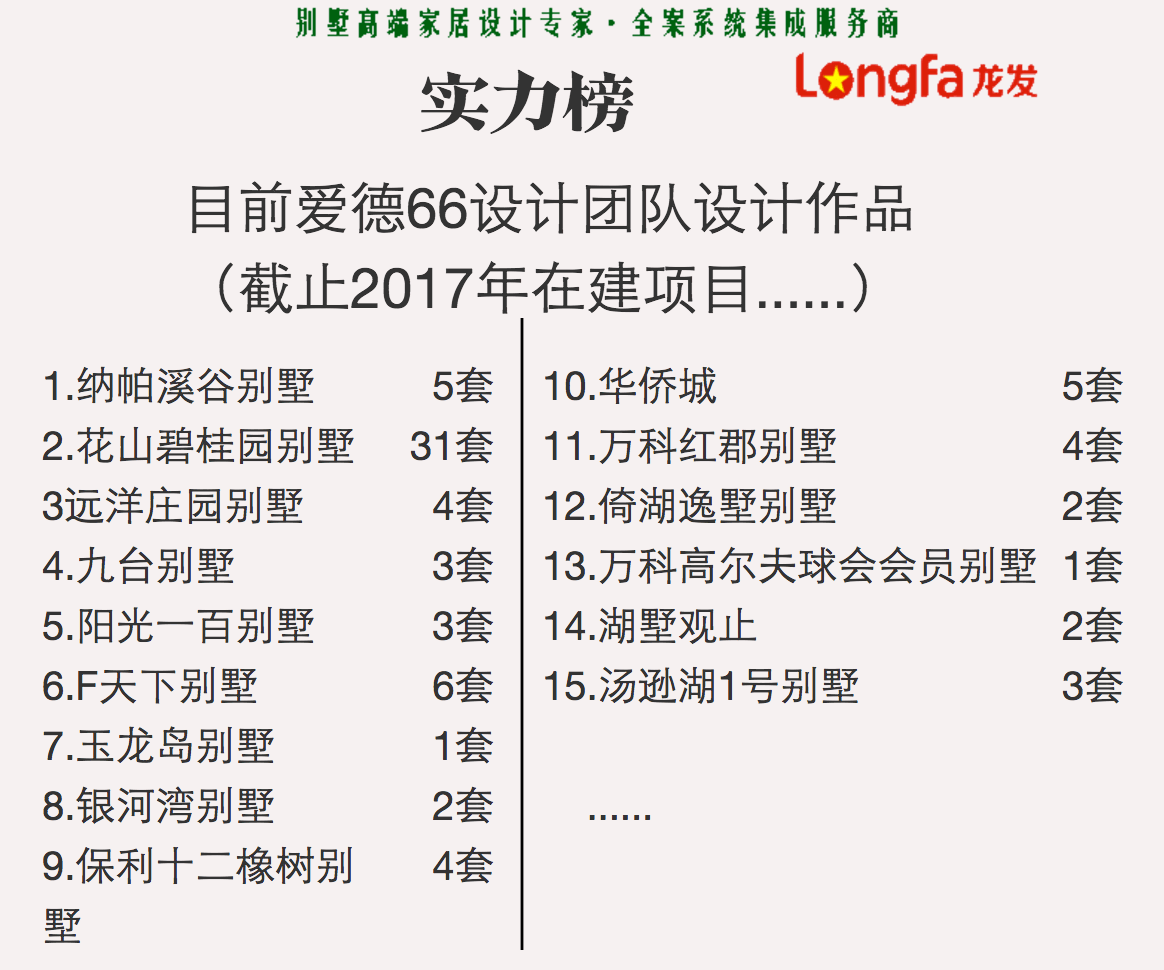 别墅高端家居设计专家·全案系统集成服务商
Longfa龙发
实力榜
目前爱德66设计团队设计作品
（截止2017年在建项目......）
1.纳帕溪谷别墅 5套
2.花山碧桂园别墅 31套
3远洋庄园别墅 4套
4.九台别墅 3套
5.阳光一百别墅 3套
6.F天下别墅 6套
7.玉龙岛别墅 1套
8.银河湾别墅 2套
9.保利十二橡树别 4套
墅
10.华侨城 5套
11.万科红郡别墅 4套
12.倚湖逸墅别墅 2套
13.万科高尔夫球会会员别墅 1套
14.湖墅观止 2套
15.汤逊湖1号别墅 3套
......